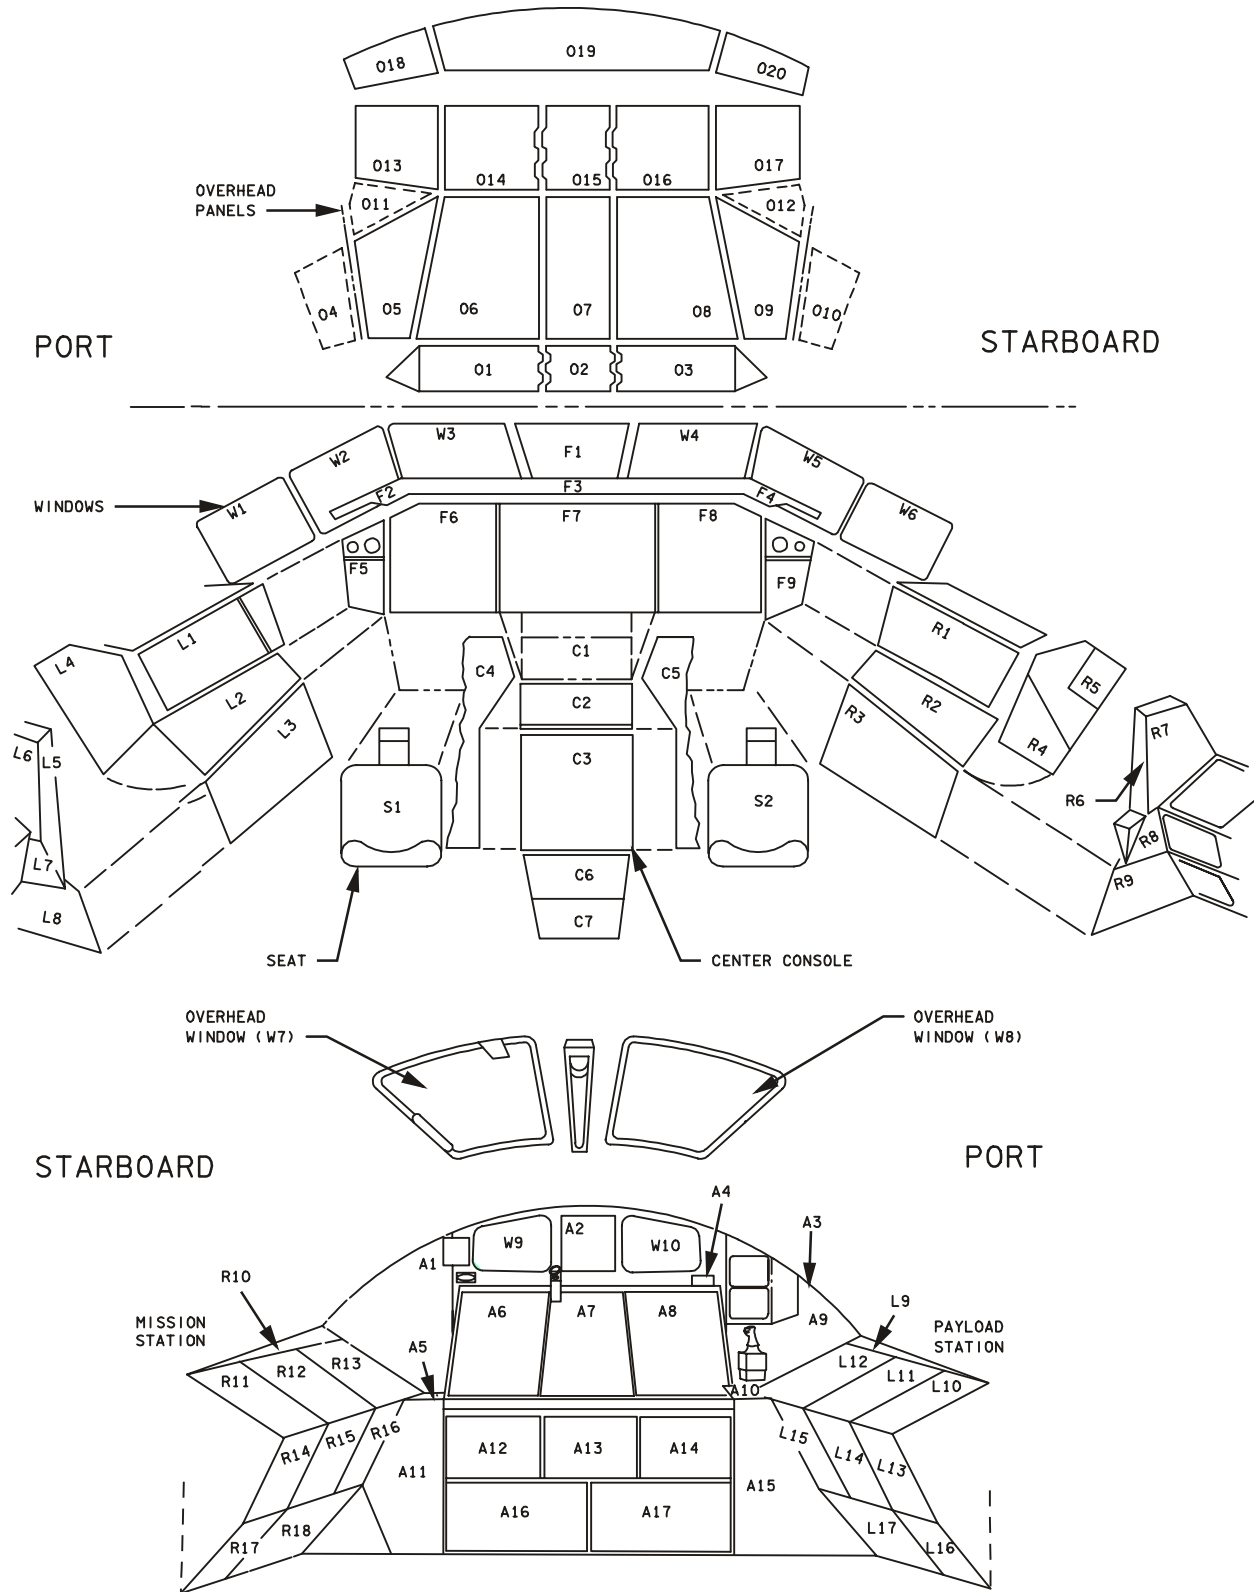 O18
O19
O20
O13
O14
O15
O16
O17
OVERHEAD
PANELS
O11
O12
O4
O5
O6
O7
O8
O9
O10
PORT
STARBOARD
O1
O2
O3
W3
F1
W4
W2
W5
F2
F3
F4
WINDOWS
W1
W6
F6
F7
F8
F5
F9
L1
R1
L4
C1
C4
C5
R5
L2
C2
R2
L3
R3
R7
R4
L6
L5
C3
R6
S1
S2
R8
L7
C6
R9
L8
C7
SEAT
CENTER CONSOLE
OVERHEAD
WINDOW (W7)
OVERHEAD
WINDOW (W8)
STARBOARD
PORT
A4
A3
A2
W9
W10
A1
R10
L9
MISSION
STATION
A6
A7
A8
A9
PAYLOAD
STATION
A5
R13
R12
R11
L12
L11
L10
A10
R16
R15
R14
A12
A13
A14
L15
L14
L13
A11
A15
A16
A17
R18
R17
L17
L16